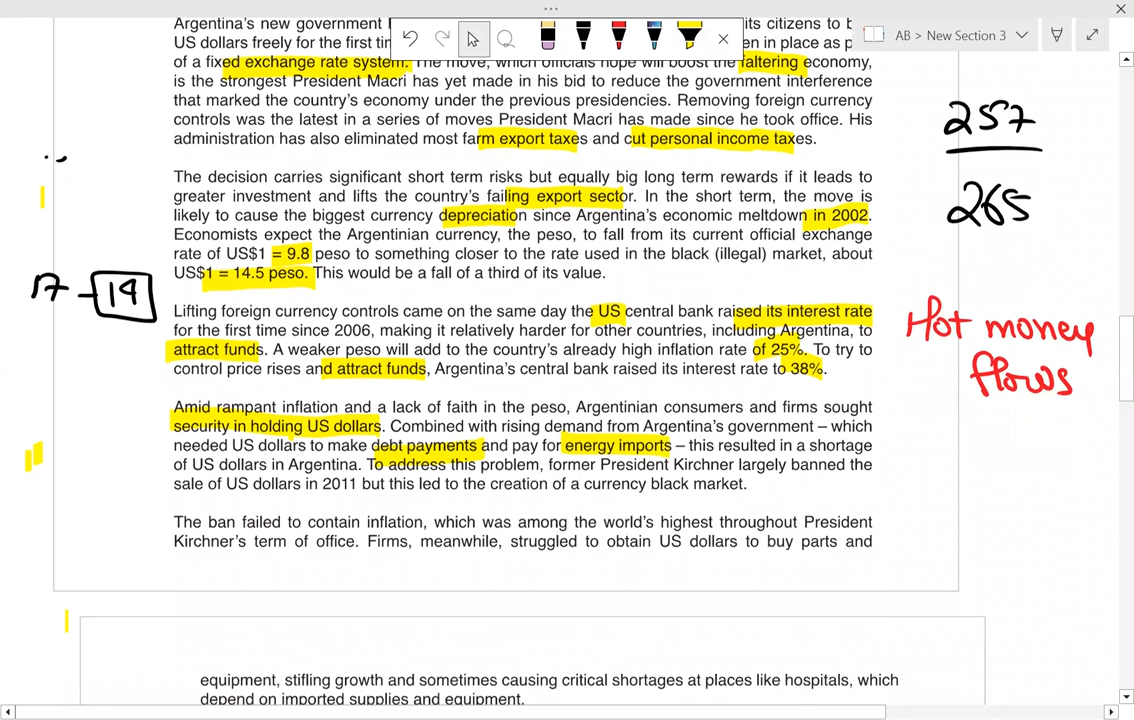 Argentina's new government
its citizens to b
AB > New Section 3
US dollars freely for the first tin
en in place as p
of a fixed exchange rate system. The move, which officials hope will boost the faltering economy,
is the strongest President Macri has yet made in his bid to reduce the government interference
that marked the country's economy under the previous presidencies. Removing foreign currency
controls was the latest in a series of moves President Macri has made since he took office. His
administration has also eliminated most farm export taxes and cut personal income taxes.
257
The decision carries significant short term risks but equally big long term rewards if it leads to
greater investment and lifts the country's failing export sector. In the short term, the move is
likely to cause the biggest currency depreciation since Argentina's economic meltdown in 2002.
Economists expect the Argentinian currency, the peso, to fall from its current official exchange
rate of US$1 = 9.8 peso to something closer to the rate used in the black (illegal) market, about
US$1 = 14.5 peso. This would be a fall of a third of its value.
265
17 - 19
Lifting foreign currency controls came on the same day the US central bank raised its interest rate
for the first time since 2006, making it relatively harder for other countries, including Argentina, to
attract funds. A weaker peso will add to the country's already high inflation rate of 25%. To try to
control price rises and attract funds, Argentina's central bank raised its interest rate to 38%.
Hot money
flows
Amid rampant inflation and a lack of faith in the peso, Argentinian consumers and firms sought
security in holding US dollars. Combined with rising demand from Argentina's government – which
needed US dollars to make debt payments and pay for energy imports – this resulted in a shortage
of US dollars in Argentina. To address this problem, former President Kirchner largely banned the
sale of US dollars in 2011 but this led to the creation of a currency black market.
The ban failed to contain inflation, which was among the world's highest throughout President
Kirchner's term of office. Firms, meanwhile, struggled to obtain US dollars to buy parts and
equipment, stifling growth and sometimes causing critical shortages at places like hospitals, which
depend on imported supplies and equipment.